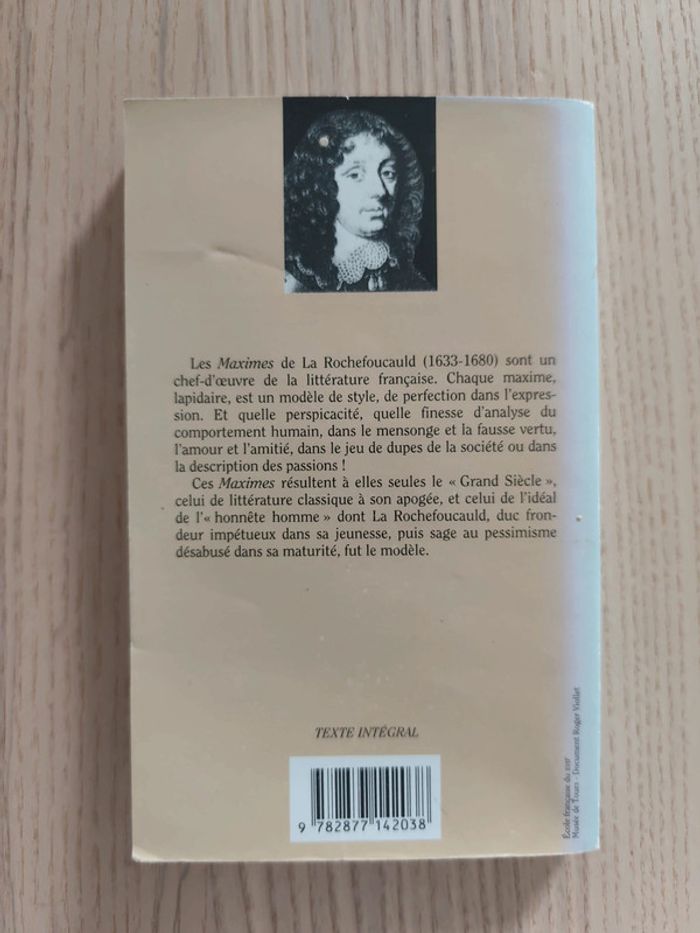 Les Maximes de La Rochefoucauld (1633-1680) sont un
chef-d'œuvre de la littérature française. Chaque maxime,
lapidaire, est un modèle de style, de perfection dans l'expres-
sion. Et quelle perspicacité, quelle finesse d'analyse du
comportement humain, dans le mensonge et la fausse vertu,
l'amour et l'amitié, dans le jeu de dupes de la société ou dans
la description des passions !
Ces Maximes résultent à elles seules le « Grand Siècle »,
celui de littérature classique à son apogée, et celui de l'idéal
de l'« honnête homme » dont La Rochefoucauld, duc fron-
deur impétueux dans sa jeunesse, puis sage au pessimisme
désabusé dans sa maturité, fut le modèle.
TEXTE INTÉGRAL
9 782877 142038
École française du
Musée de Tours - Document Roger Viollet